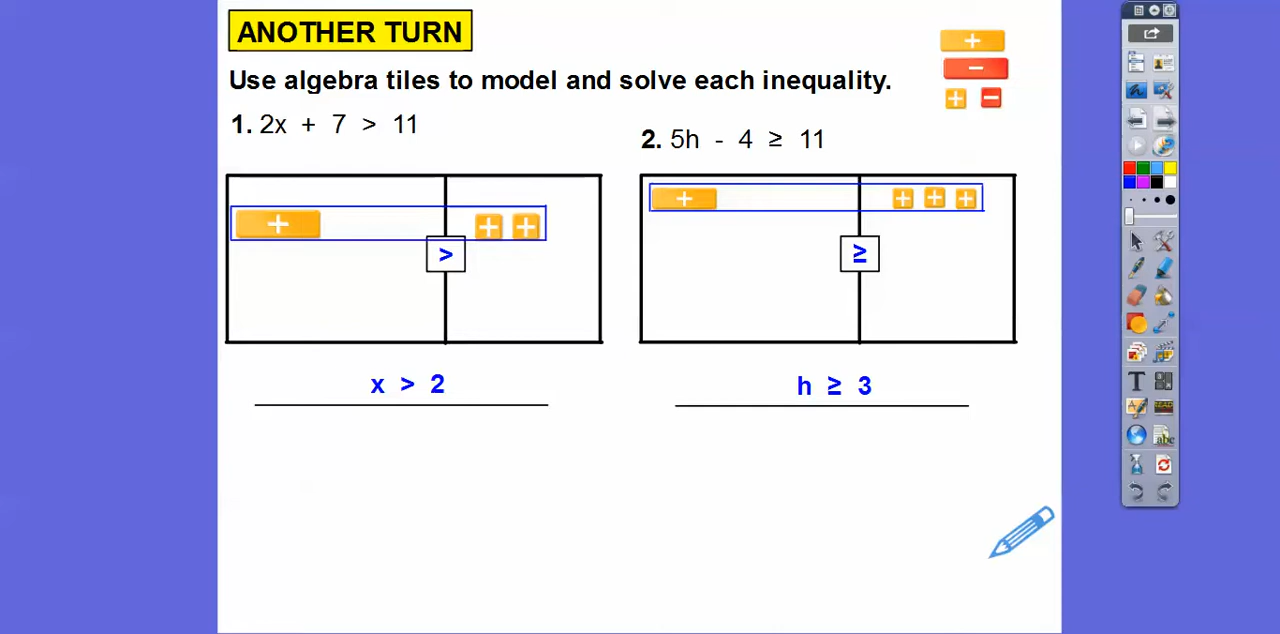 ANOTHER TURN
Use algebra tiles to model and solve each inequality.
1. 2x + 7 > 11
2. 5h - 4 ≥ 11
+
−
+ −
+ + +
>
+ + + +
≥
x > 2
h ≥ 3